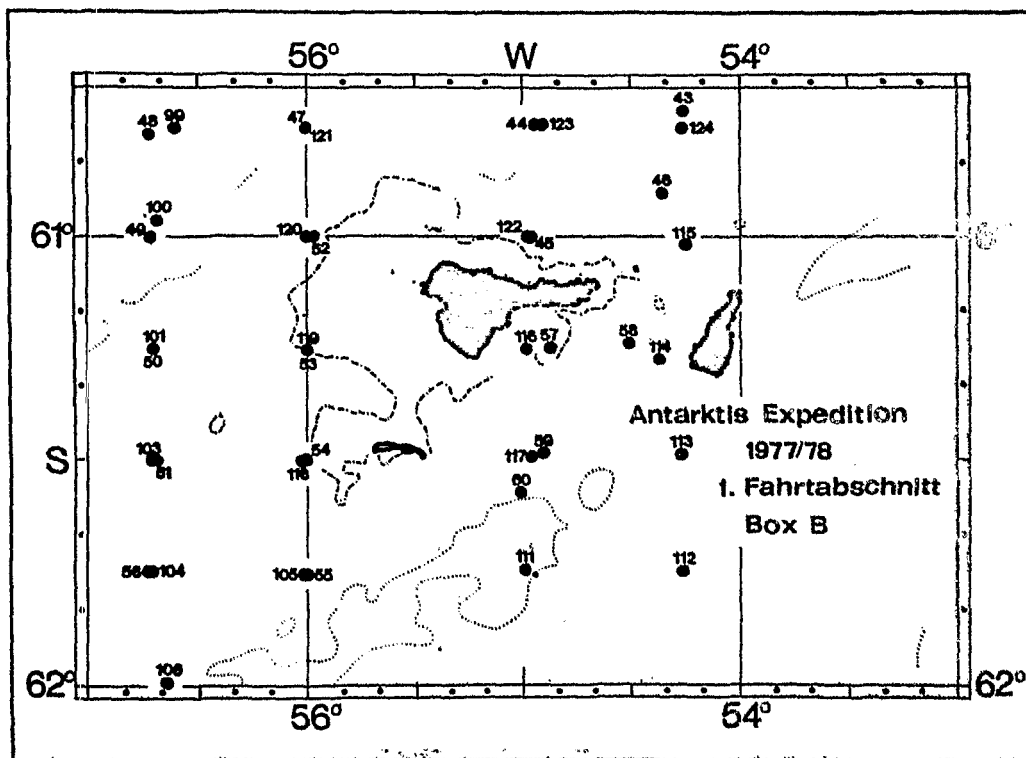 56° W 54°
43
48 99 47 44 123 124
121
46
100
61° 49 120 122 115
52 45
101 119 116 57 58 114
50 53
Antarktis Expedition
S 103 54 59 113 1977/78
51 118 117
60 1. Fahrtabschnitt
Box B
56 104 105 55 111 112
106
62° 62°
56° 54°